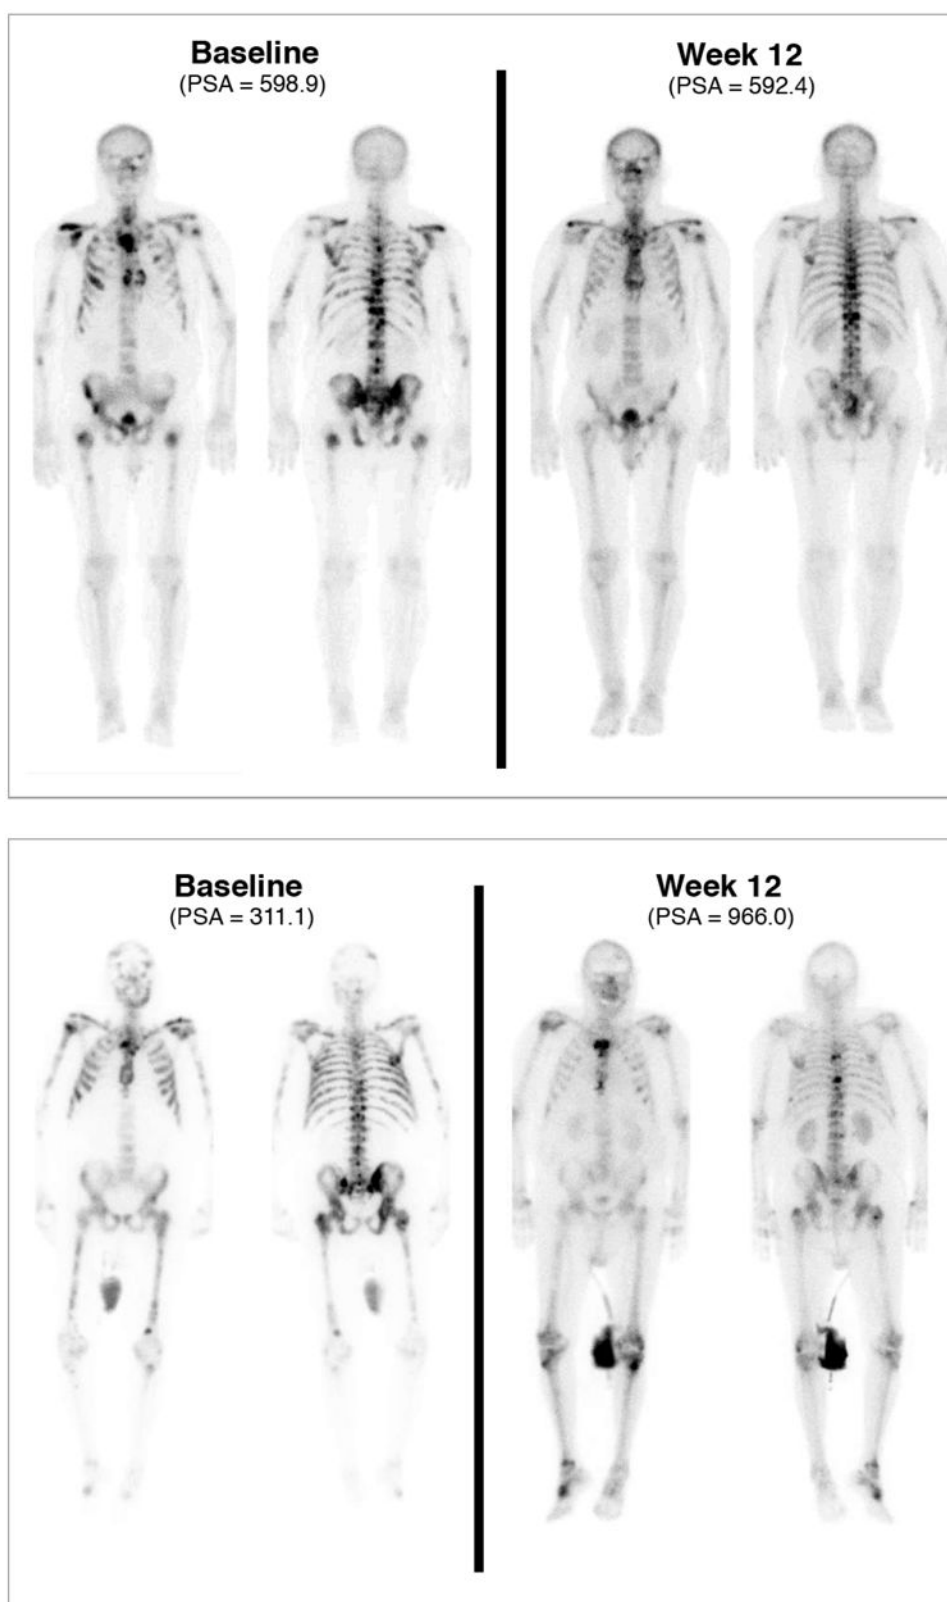 Baseline
(PSA = 598.9)
Week 12
(PSA = 592.4)
Baseline
(PSA = 311.1)
Week 12
(PSA = 966.0)